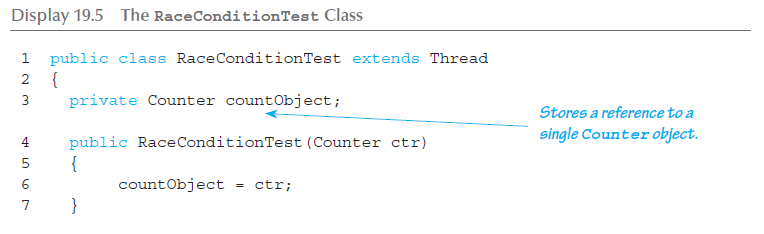 Display 19.5 The RaceConditionTest Class
1 public class RaceConditionTest extends Thread
2 {
3 private Counter countObject;
Stores a reference to a
single Counter object.
4 public RaceConditionTest(Counter ctr)
5 {
6 countObject = ctr;
7 }